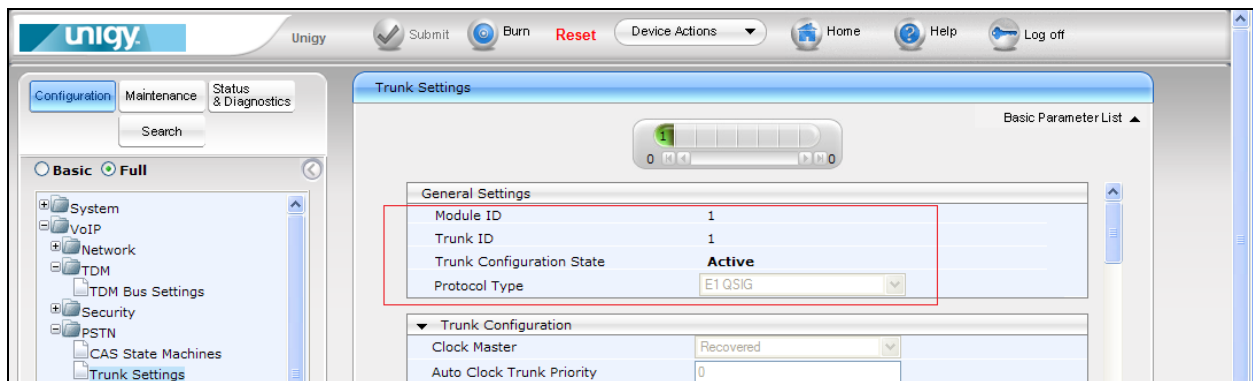 unigy
Unigy
Submit
Burn
Reset
Device Actions
Home
Help
Log off
Configuration
Maintenance
Status
& Diagnostics
Search
Basic
Full
System
VoIP
Network
TDM
TDM Bus Settings
Security
PSTN
CAS State Machines
Trunk Settings
Trunk Settings
Basic Parameter List
1
0
0
General Settings
Module ID 1
Trunk ID 1
Trunk Configuration State Active
Protocol Type E1 QSIG
Trunk Configuration
Clock Master Recovered
Auto Clock Trunk Priority 0